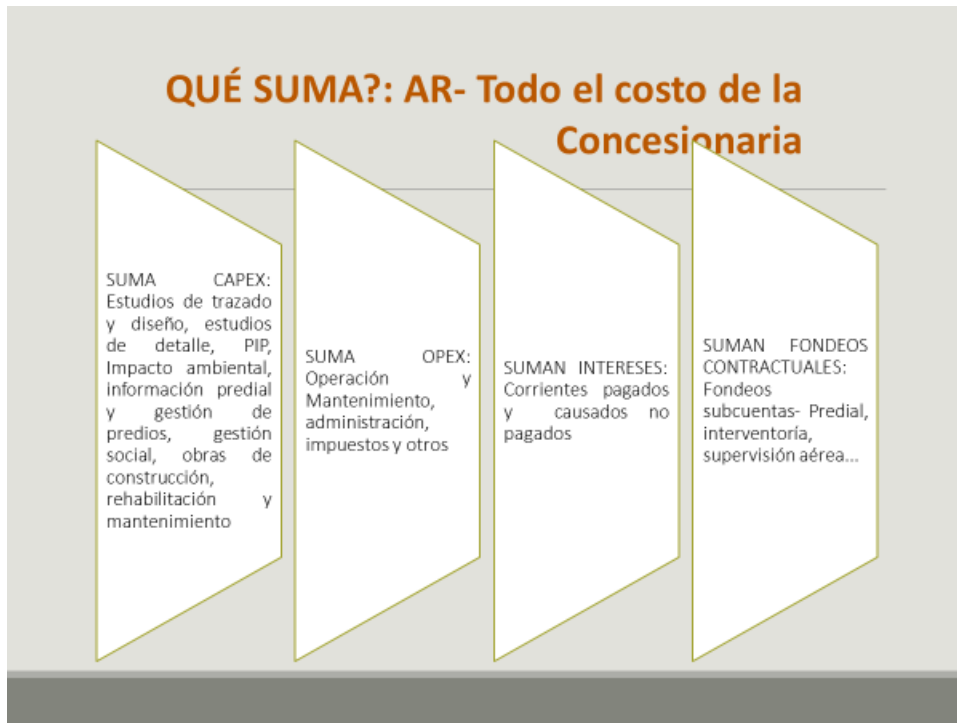 QUÉ SUMA?: AR- Todo el costo de la
Concesionaria
SUMA CAPEX:
Estudios de trazado
y diseño, estudios
de detalle, PIP,
Impacto ambiental,
información predial
y gestión de
predios, gestión
social, obras de
construcción,
rehabilitación y
mantenimiento
SUMA OPEX:
Operación y
Mantenimiento,
administración,
impuestos y otros
SUMAN INTERESES:
Corrientes pagados
y causados no
pagados
SUMAN FONDEOS
CONTRACTUALES:
Fondeos
subcuentas- Predial,
interventoría,
supervisión aérea...